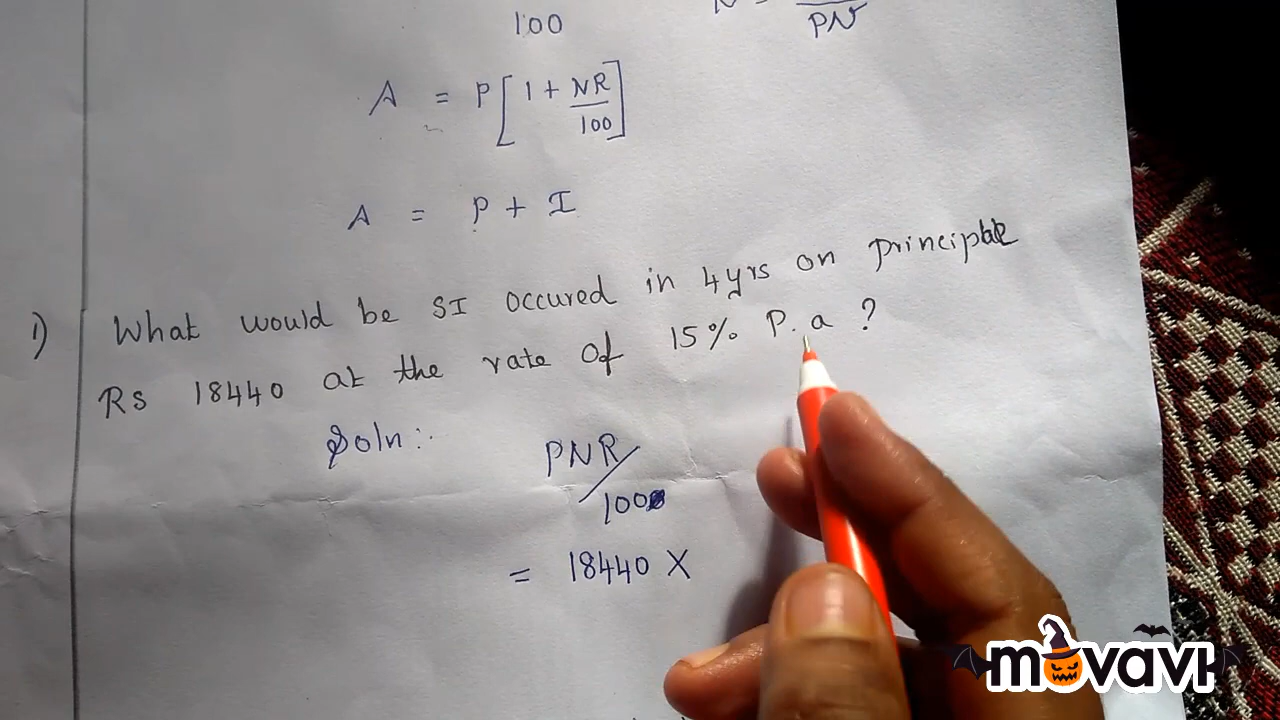 100
PN
A = P [ 1 + NR / 100 ]
A = P + I
1) What would be SI occured in 4yrs on principle
Rs 18440 at the rate of 15% P.a ?
Soln :-
PNR / 100
= 18440 X
movavi